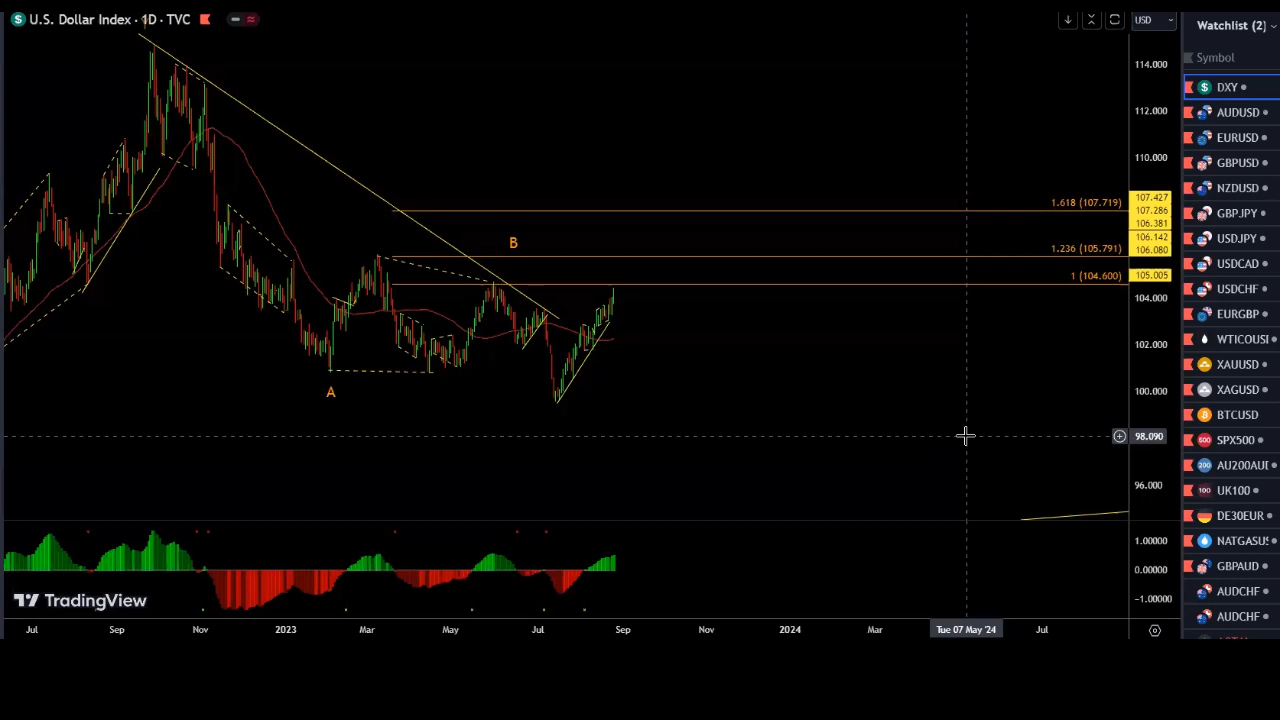 U.S. Dollar Index · 1D · TVC
USD
Watchlist (2)
Symbol
DXY
AUDUSD
EURUSD
GBPUSD
NZDUSD
GBPJPY
USDJPY
USDCAD
USDCHF
EURGBP
WTICOUSI
XAUUSD
XAGUSD
BTCUSD
SPX500
AU200AUD
UK100
DE30EUR
NATGASUS
GBPAUD
AUDCHF
AUDCHF
114.000
112.000
110.000
107.427
107.286
106.381
106.142
106.080
105.005
104.000
102.000
100.000
98.090
96.000
1.00000
0.00000
−1.00000
1.618 (107.719)
1.236 (105.791)
1 (104.600)
B
A
TradingView
Jul
Sep
Nov
2023
Mar
May
Jul
Sep
Nov
2024
Mar
Tue 07 May '24
Jul